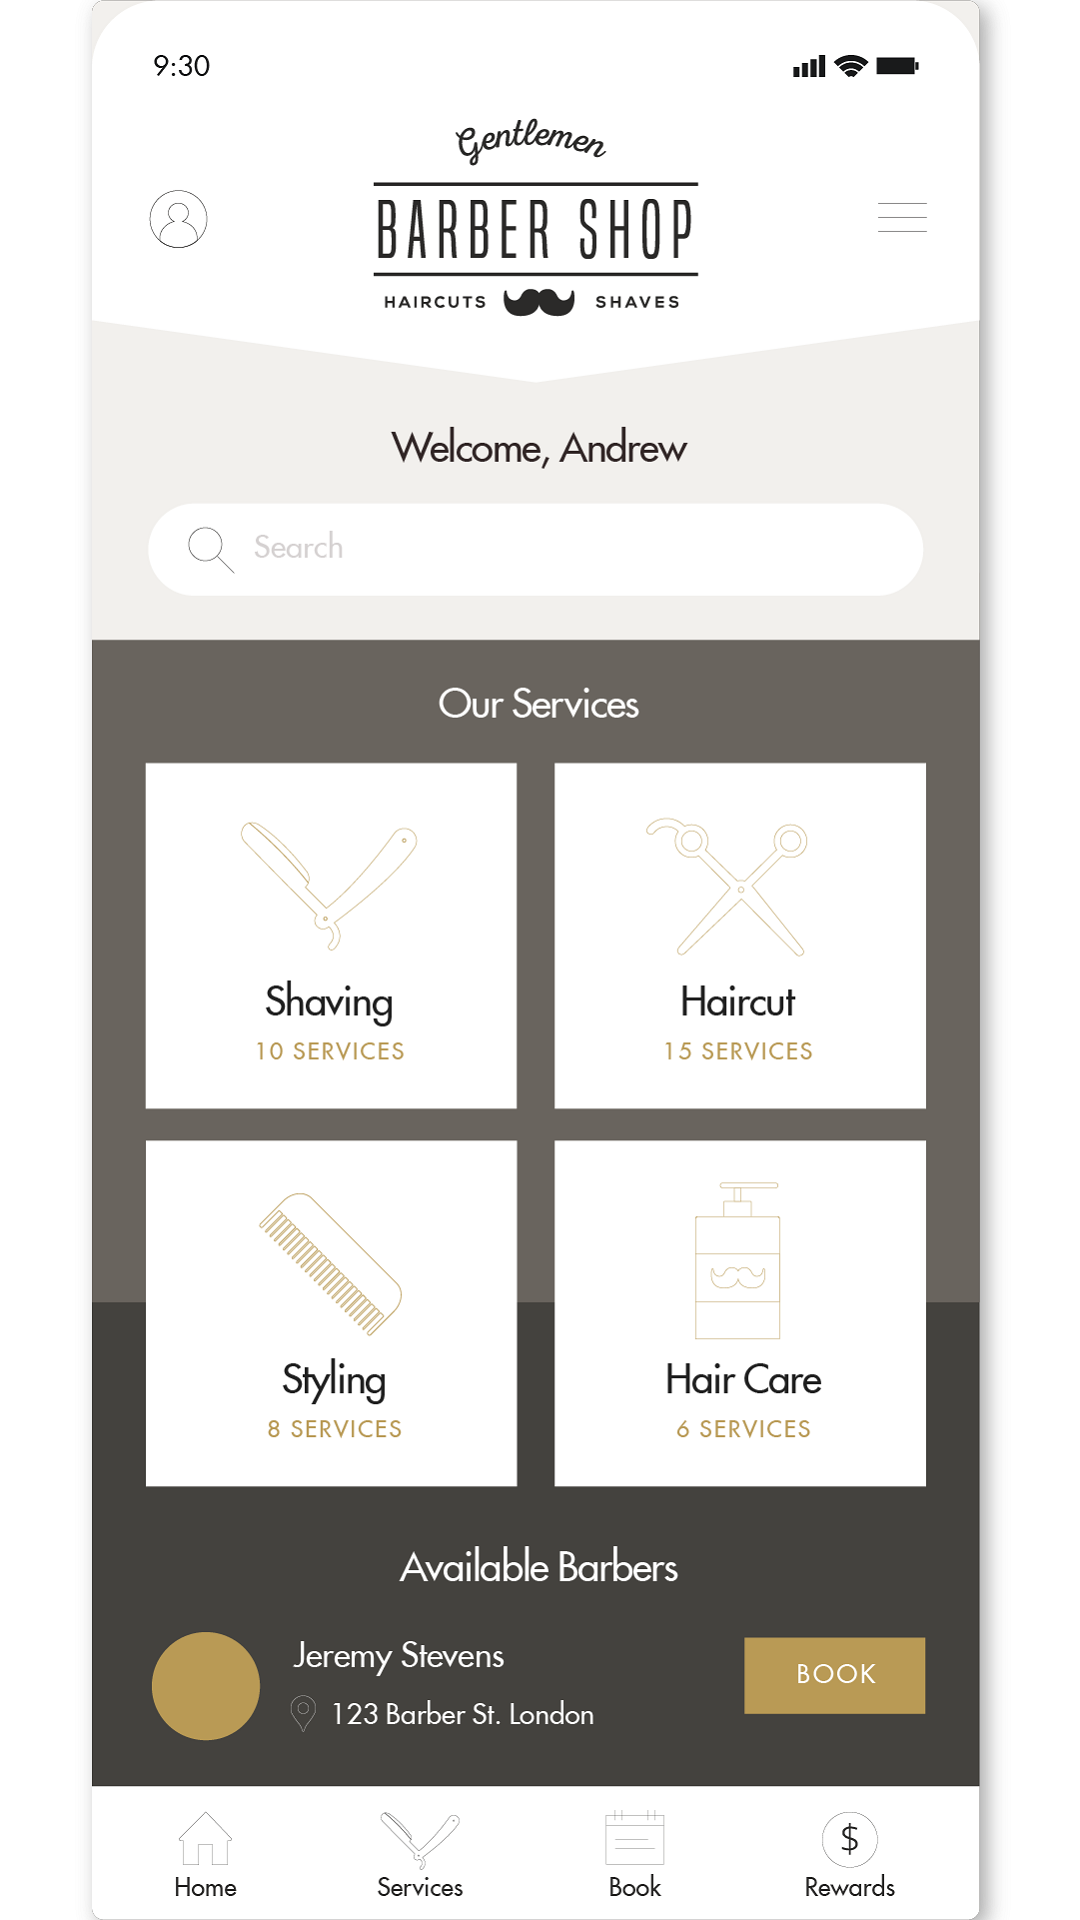 9:30
Gentlemen
BARBER SHOP
HAIRCUTS SHAVES
Welcome, Andrew
Search
Our Services
Shaving
10 SERVICES
Haircut
15 SERVICES
Styling
8 SERVICES
Hair Care
6 SERVICES
Available Barbers
Jeremy Stevens
123 Barber St. London
BOOK
$
Home
Services
Book
Rewards